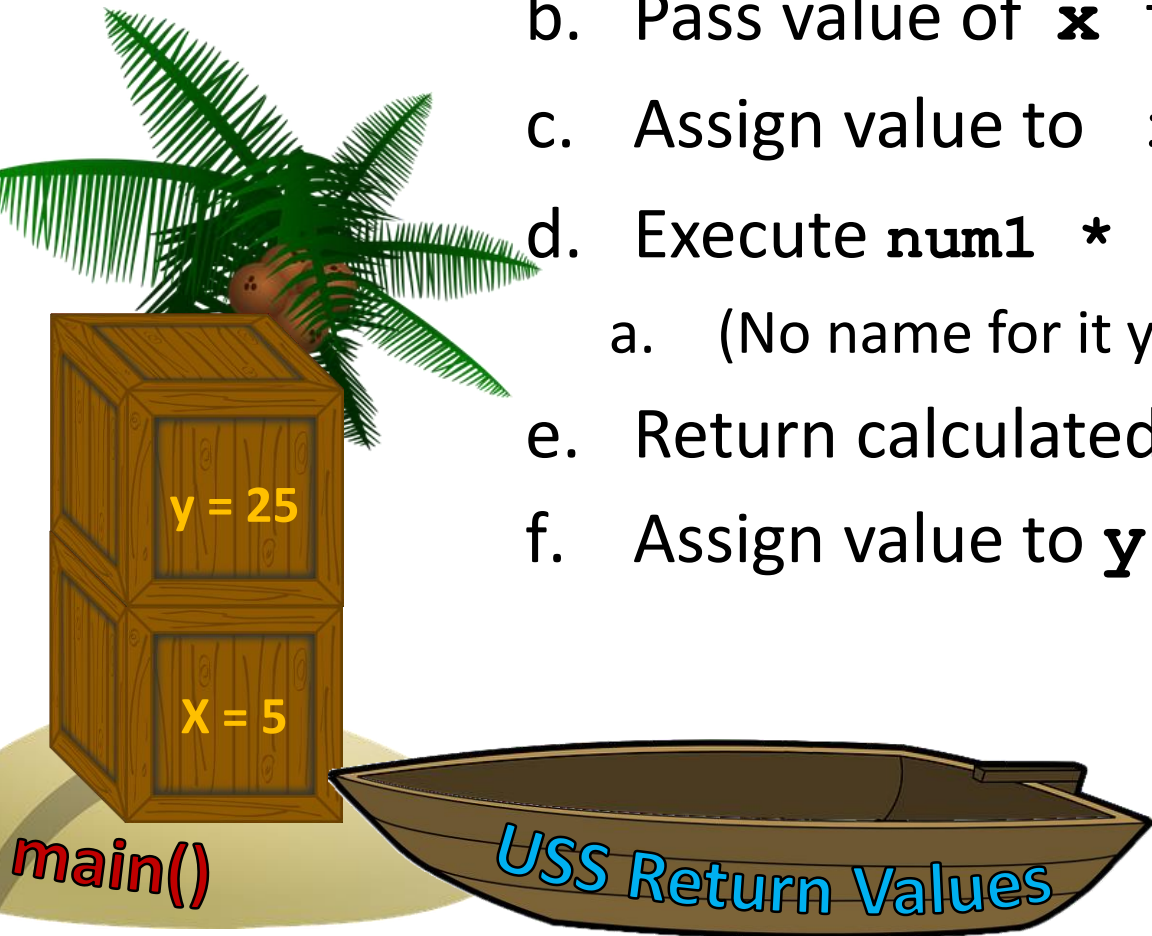 b. Pass value of x
c. Assign value to
d. Execute num1 *
a. (No name for it y
e. Return calculated
f. Assign value to y
y = 25
X = 5
main()
USS Return Values